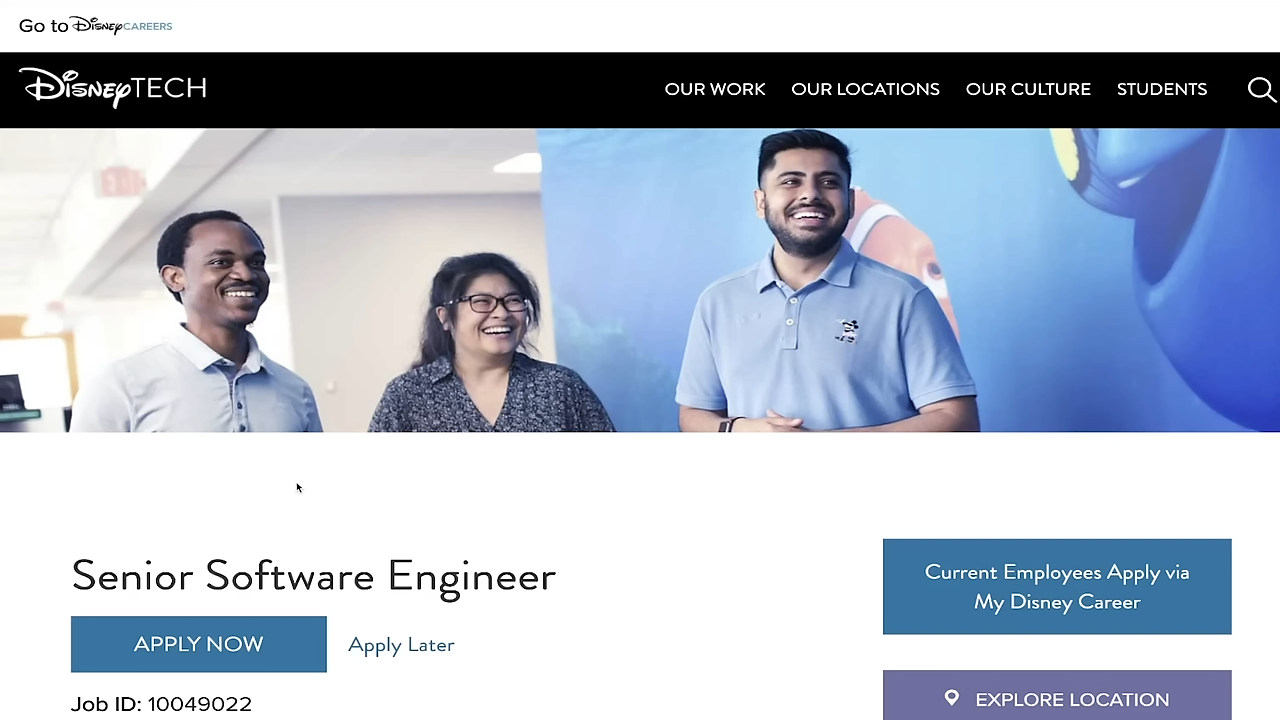 Go to Disney CAREERS
Disney TECH
OUR WORK
OUR LOCATIONS
OUR CULTURE
STUDENTS
EXIT
Senior Software Engineer
APPLY NOW
Apply Later
Job ID: 10049022
Current Employees Apply via
My Disney Career
EXPLORE LOCATION